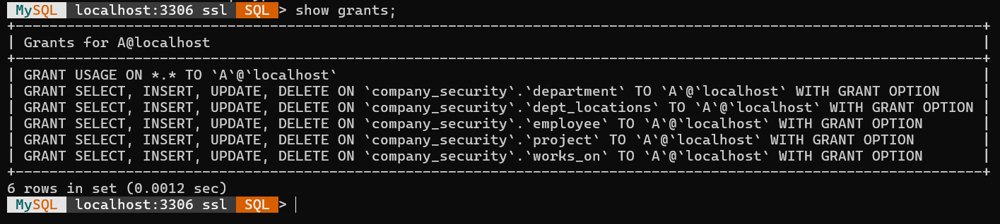 MySQL localhost:3306 ssl SQL > show grants;
+------------------------------------------------------------------------------------------------------------------+
| Grants for A@localhost                                                                                           |
+------------------------------------------------------------------------------------------------------------------+
| GRANT USAGE ON *.* TO `A`@`localhost`                                                                            |
| GRANT SELECT, INSERT, UPDATE, DELETE ON `company_security`.`department` TO `A`@`localhost` WITH GRANT OPTION     |
| GRANT SELECT, INSERT, UPDATE, DELETE ON `company_security`.`dept_locations` TO `A`@`localhost` WITH GRANT OPTION |
| GRANT SELECT, INSERT, UPDATE, DELETE ON `company_security`.`employee` TO `A`@`localhost` WITH GRANT OPTION       |
| GRANT SELECT, INSERT, UPDATE, DELETE ON `company_security`.`project` TO `A`@`localhost` WITH GRANT OPTION        |
| GRANT SELECT, INSERT, UPDATE, DELETE ON `company_security`.`works_on` TO `A`@`localhost` WITH GRANT OPTION       |
+------------------------------------------------------------------------------------------------------------------+
6 rows in set (0.0012 sec)
MySQL localhost:3306 ssl SQL >